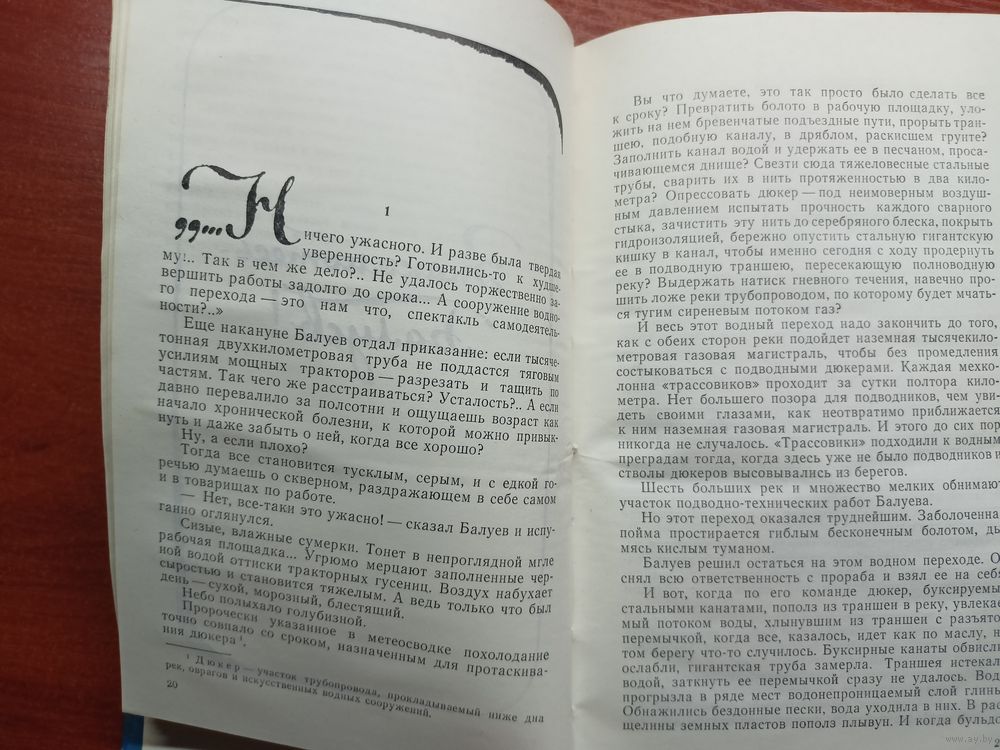 1
„...Ничего ужасного. И разве была твердая
уверенность? Готовились-то к худше-
му!.. Так в чем же дело?.. Не удалось торжественно за-
вершить работы задолго до срока... А сооружение водно-
го перехода — это нам что, спектакль самодеятель-
ности?..»
Еще накануне Балуев отдал приказание: если тысяче-
тонная двухкилометровая труба не поддастся тяговым
усилиям мощных тракторов — разрезать и тащить по
частям. Так чего же расстраиваться? Усталость?.. А если
давно перевалило за полсотни и ощущаешь возраст как
начало хронической болезни, к которой можно привык-
нуть и даже забыть о ней, когда все хорошо?
Ну, а если плохо?
Тогда все становится тусклым, серым, и с едкой го-
речью думаешь о скверном, раздражающем в себе самом
и в товарищах по работе.
— Нет, все-таки это ужасно! — сказал Балуев и испу-
ганно оглянулся.
Сизые, влажные сумерки. Тонет в непроглядной мгле
рабочая площадка... Угрюмо мерцают заполненные чер-
ной водой оттиски тракторных гусениц. Воздух набухает
сыростью и становится тяжелым. А ведь только что был
день — сухой, морозный, блестящий.
Небо полыхало голубизной.
Пророчески указанное в метеосводке похолодание
точно совпало со сроком, назначенным для протаскива-
ния дюкера¹.
¹ Дюкер — участок трубопровода, прокладываемый ниже дна
рек, оврагов и искусственных водных сооружений.
20
Вы что думаете, это так просто было сделать все
к сроку? Превратить болото в рабочую площадку, уло-
жить на нем бревенчатые подъездные пути, прорыть тран-
шею, подобную каналу, в дряблом, раскисшем грунте?
Заполнить канал водой и удержать ее в песчаном, проса-
чивающемся днище? Свезти сюда тяжеловесные стальные
трубы, сварить их в нить протяженностью в два кило-
метра? Опрессовать дюкер — под неимоверным воздуш-
ным давлением испытать прочность каждого сварного
стыка, зачистить эту нить до серебряного блеска, покрыть
гидроизоляцией, бережно опустить стальную гигантскую
кишку в канал, чтобы именно сегодня с ходу продернуть
ее в подводную траншею, пересекающую полноводную
реку? Выдержать натиск гневного течения, навечно про-
шить ложе реки трубопроводом, по которому будет мчать-
ся тугим сиреневым потоком газ?
И весь этот водный переход надо закончить до того,
как с обеих сторон реки подойдет наземная тысячекило-
метровая газовая магистраль, чтобы без промедления
состыковаться с подводными дюкерами. Каждая мехко-
лонна «трассовиков» проходит за сутки полтора кило-
метра. Нет большего позора для подводников, чем уви-
деть своими глазами, как неотвратимо приближается
к ним наземная газовая магистраль. И этого до сих пор
никогда не случалось. «Трассовики» подходили к водным
преградам тогда, когда здесь уже не было подводников и
стволы дюкеров высовывались из берегов.
Шесть больших рек и множество мелких обнимают
участок подводно-технических работ Балуева.
Но этот переход оказался труднейшим. Заболоченна
пойма простирается гиблым бесконечным болотом, ды
мясь кислым туманом.
Балуев решил остаться на этом водном переходе. О
снял всю ответственность с прораба и взял ее на себя
И вот, когда по его команде дюкер, буксируемы
стальными канатами, пополз из траншеи в реку, увлекае
мый потоком воды, хлынувшим из траншеи с разъято
перемычкой, когда все, казалось, идет как по маслу, н
том берегу что-то случилось. Буксирные канаты обвисл
ослабли, гигантская труба замерла. Траншея истекал
водой, заткнуть ее перемычкой сразу не удалось. Вод
прогрызла в ряде мест водонепроницаемый слой глины
Обнажились бездонные пески, вода уходила в них. В рас
щелины земных пластов пополз плывун. И когда бульдо
www.ay.by